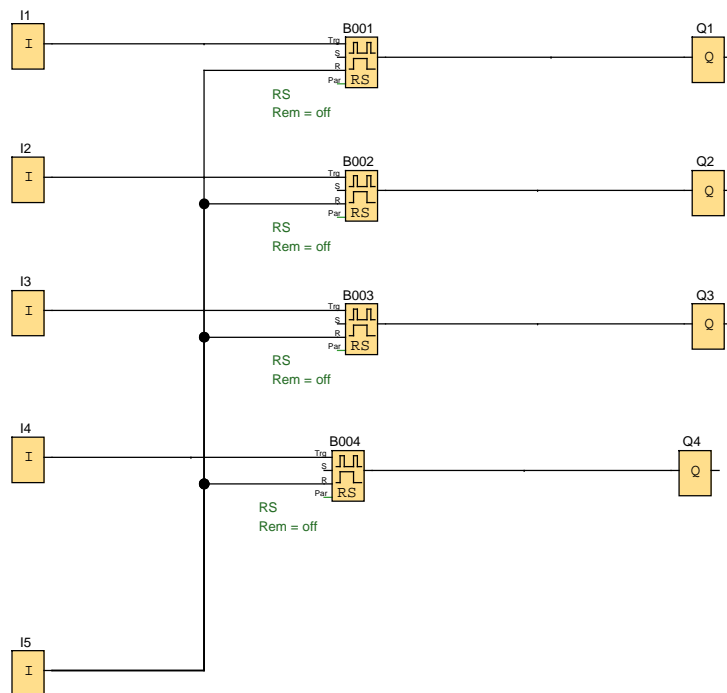 I1
I
B001
Trg
S
R
Par
RS
RS
Rem = off
Q1
Q
I2
I
B002
Trg
S
R
Par
RS
RS
Rem = off
Q2
Q
I3
I
B003
Trg
S
R
Par
RS
RS
Rem = off
Q3
Q
I4
I
B004
Trg
S
R
Par
RS
RS
Rem = off
Q4
Q
I5
I